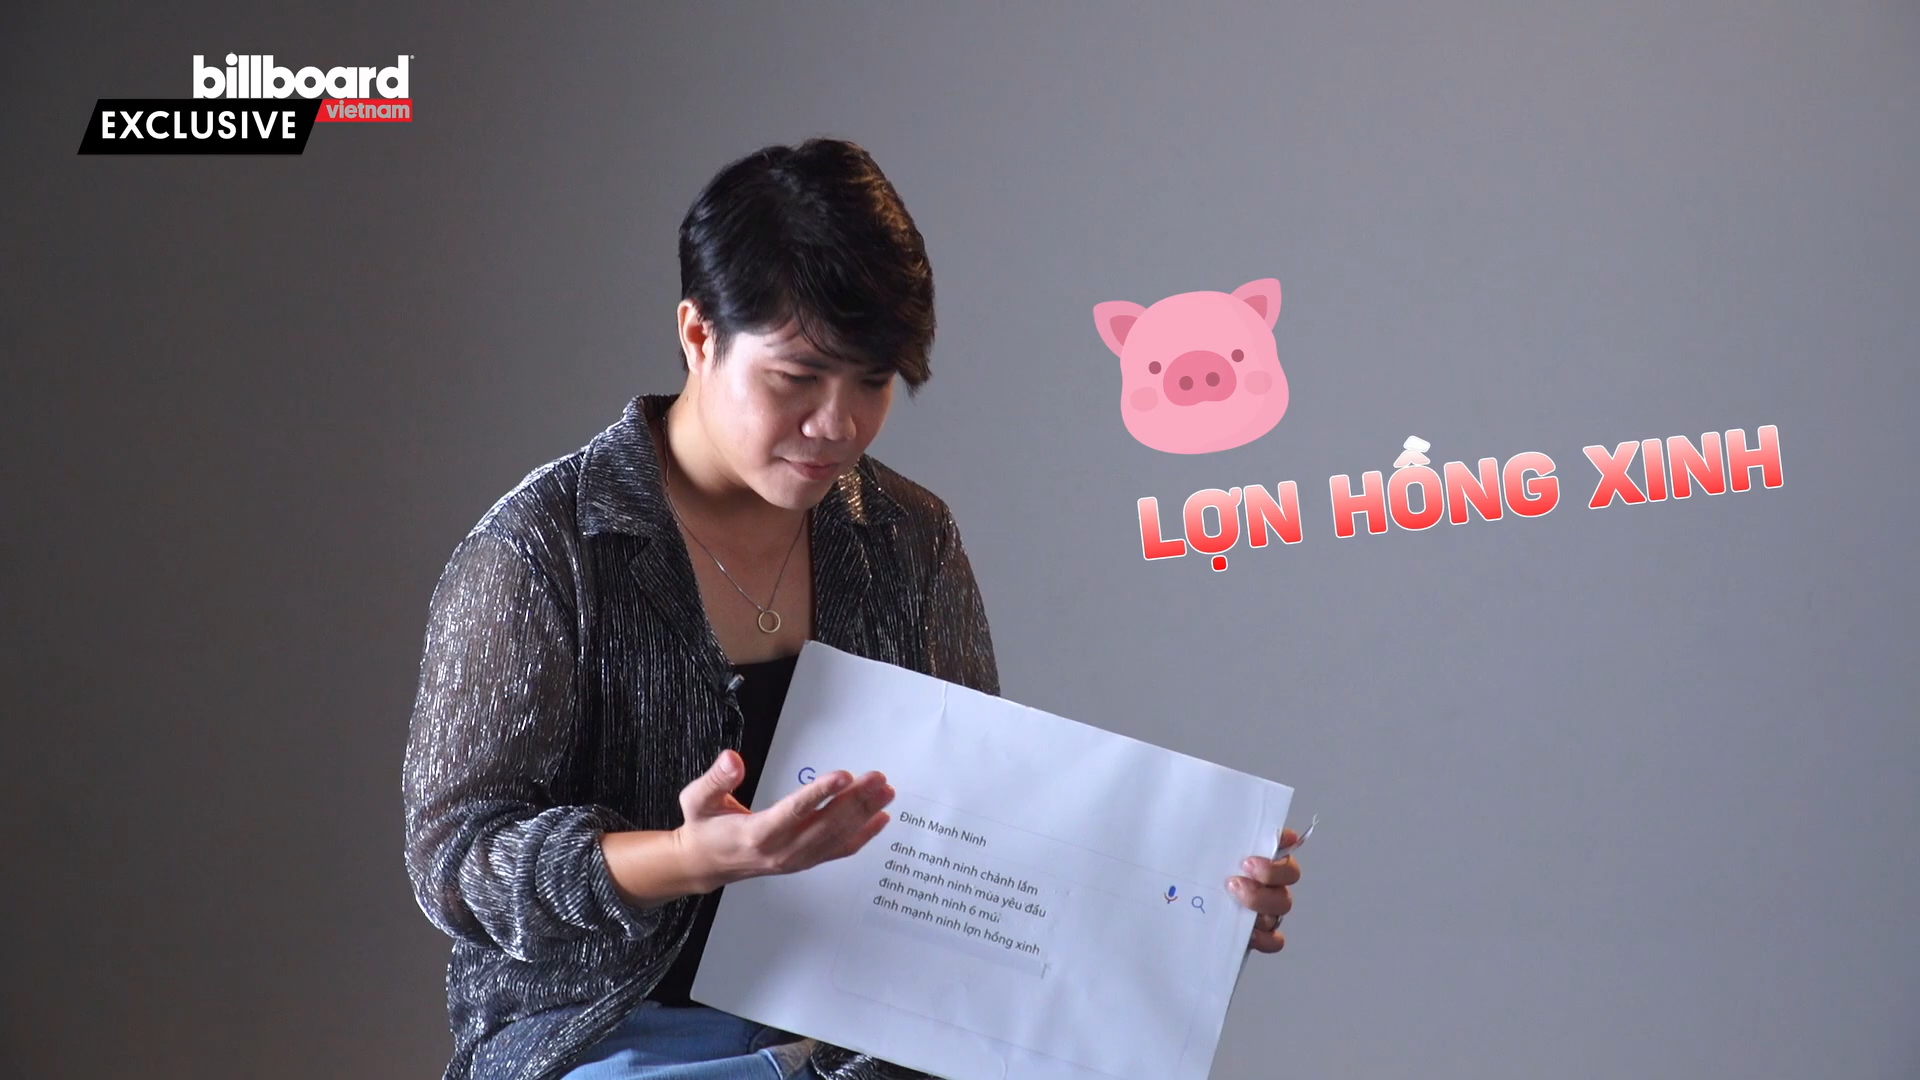 billboard
vietnam
EXCLUSIVE
LỢN HỒNG XINH
G
Đinh Mạnh Ninh
đinh mạnh ninh chảnh lắm
đinh mạnh ninh mùa yêu đầu
đinh mạnh ninh 6 múi
đinh mạnh ninh lợn hồng xinh